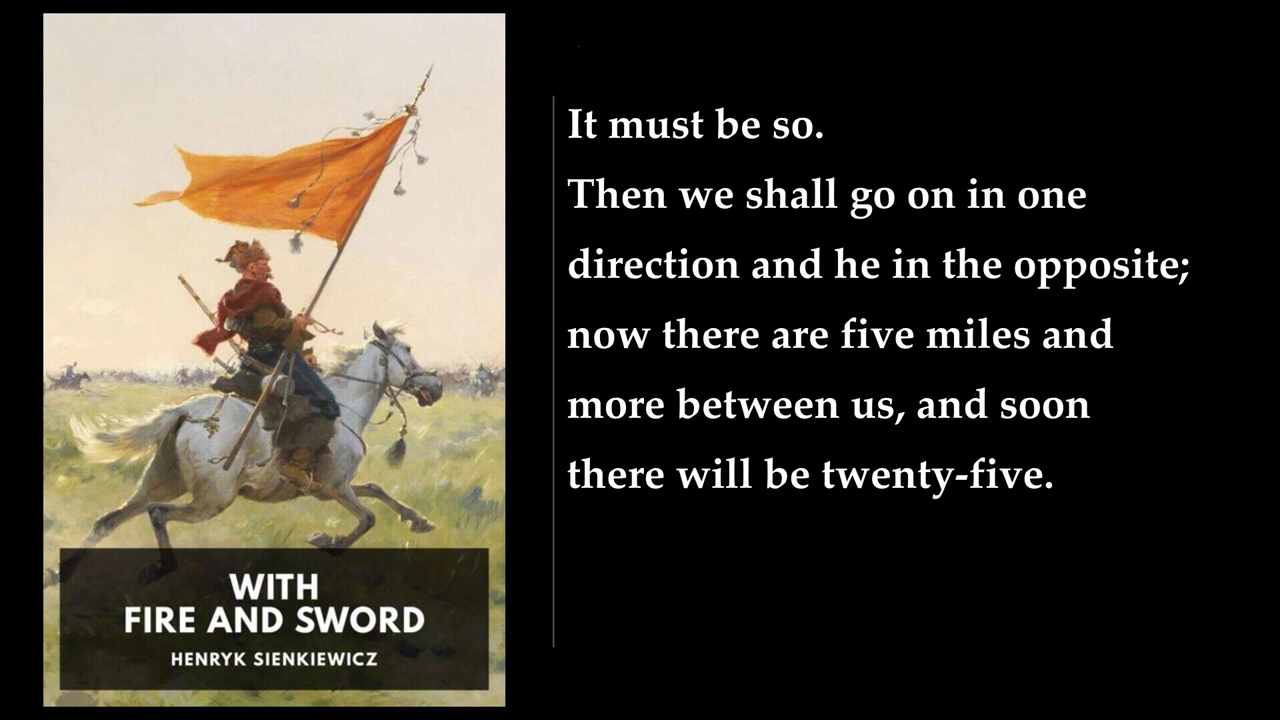 It must be so.
Then we shall go on in one
direction and he in the opposite;
now there are five miles and
more between us, and soon
there will be twenty-five.
WITH
FIRE AND SWORD
HENRYK SIENKIEWICZ